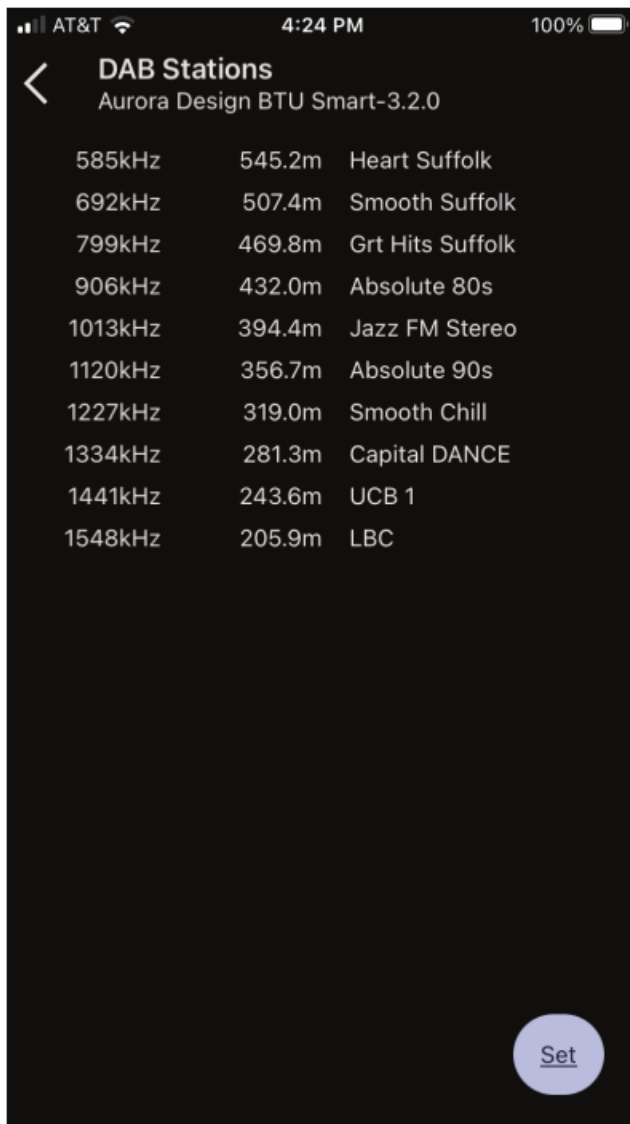 AT&T 4:24 PM 100%
DAB Stations
Aurora Design BTU Smart-3.2.0
585kHz 545.2m Heart Suffolk
692kHz 507.4m Smooth Suffolk
799kHz 469.8m Grt Hits Suffolk
906kHz 432.0m Absolute 80s
1013kHz 394.4m Jazz FM Stereo
1120kHz 356.7m Absolute 90s
1227kHz 319.0m Smooth Chill
1334kHz 281.3m Capital DANCE
1441kHz 243.6m UCB 1
1548kHz 205.9m LBC
Set